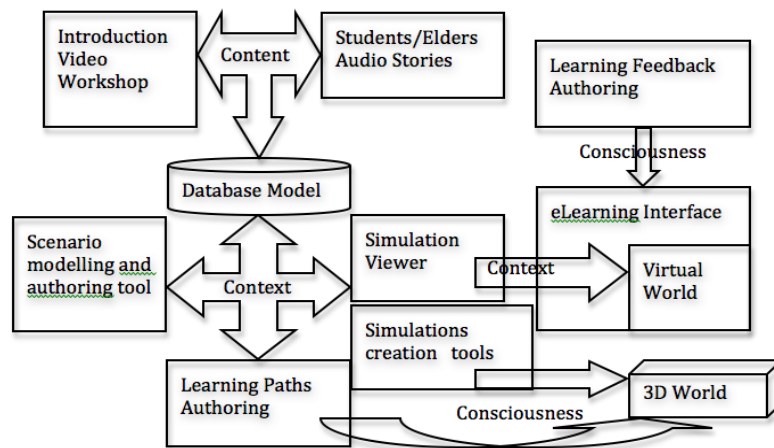 Introduction
Video
Workshop
Content
Students/Elders
Audio Stories
Learning Feedback
Authoring
Consciousness
Database Model
eLearning Interface
Scenario
modelling and
authoring tool
Context
Simulation
Viewer
Context
Virtual
World
Simulations
creation tools
Learning Paths
Authoring
Consciousness
3D World